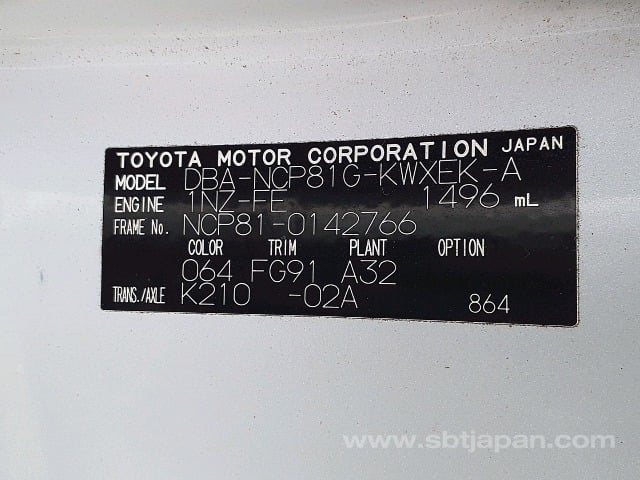 TOYOTA MOTOR CORPORATION JAPAN
MODEL DBA-NCP81G-KWXEK-A
ENGINE 1NZ-FE 1496 mL
FRAME No. NCP81-0142766
COLOR TRIM PLANT OPTION
064 FG91 A32
TRANS./AXLE K210 -02A 864
www.sbtjapan.com